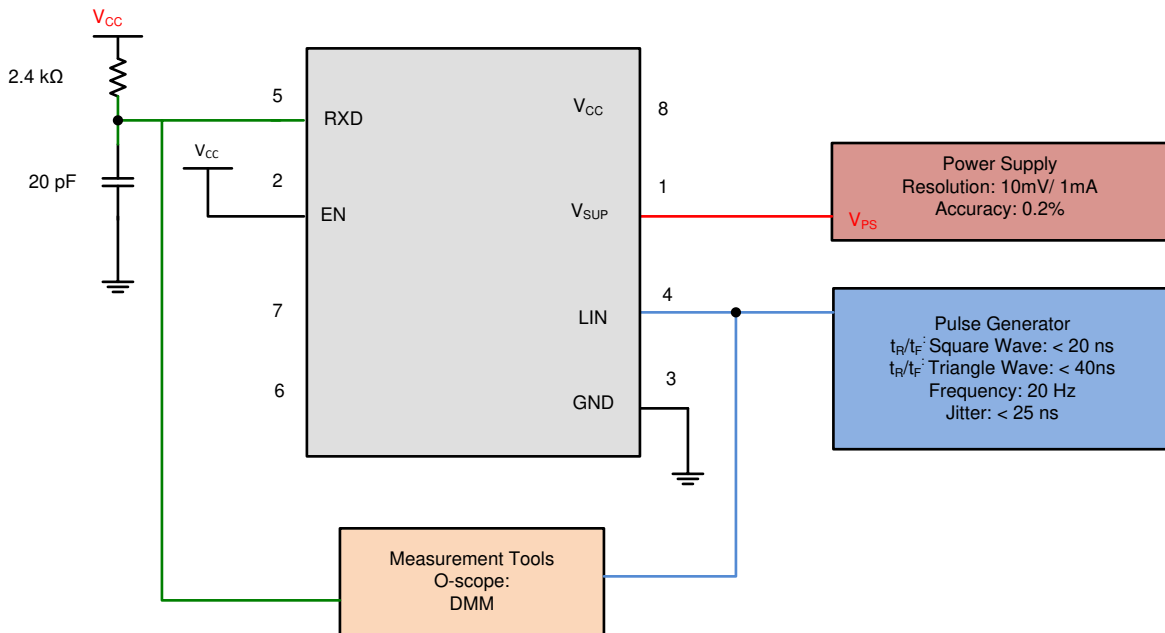 VCC
2.4 kΩ
20 pF
5
RXD
VCC
2
EN
7
6
VCC
8
1
VSUP
4
LIN
3
GND
Power Supply
Resolution: 10mV/ 1mA
Accuracy: 0.2%
VPS
Pulse Generator
tR/tF: Square Wave: < 20 ns
tR/tF: Triangle Wave: < 40ns
Frequency: 20 Hz
Jitter: < 25 ns
Measurement Tools
O-scope:
DMM